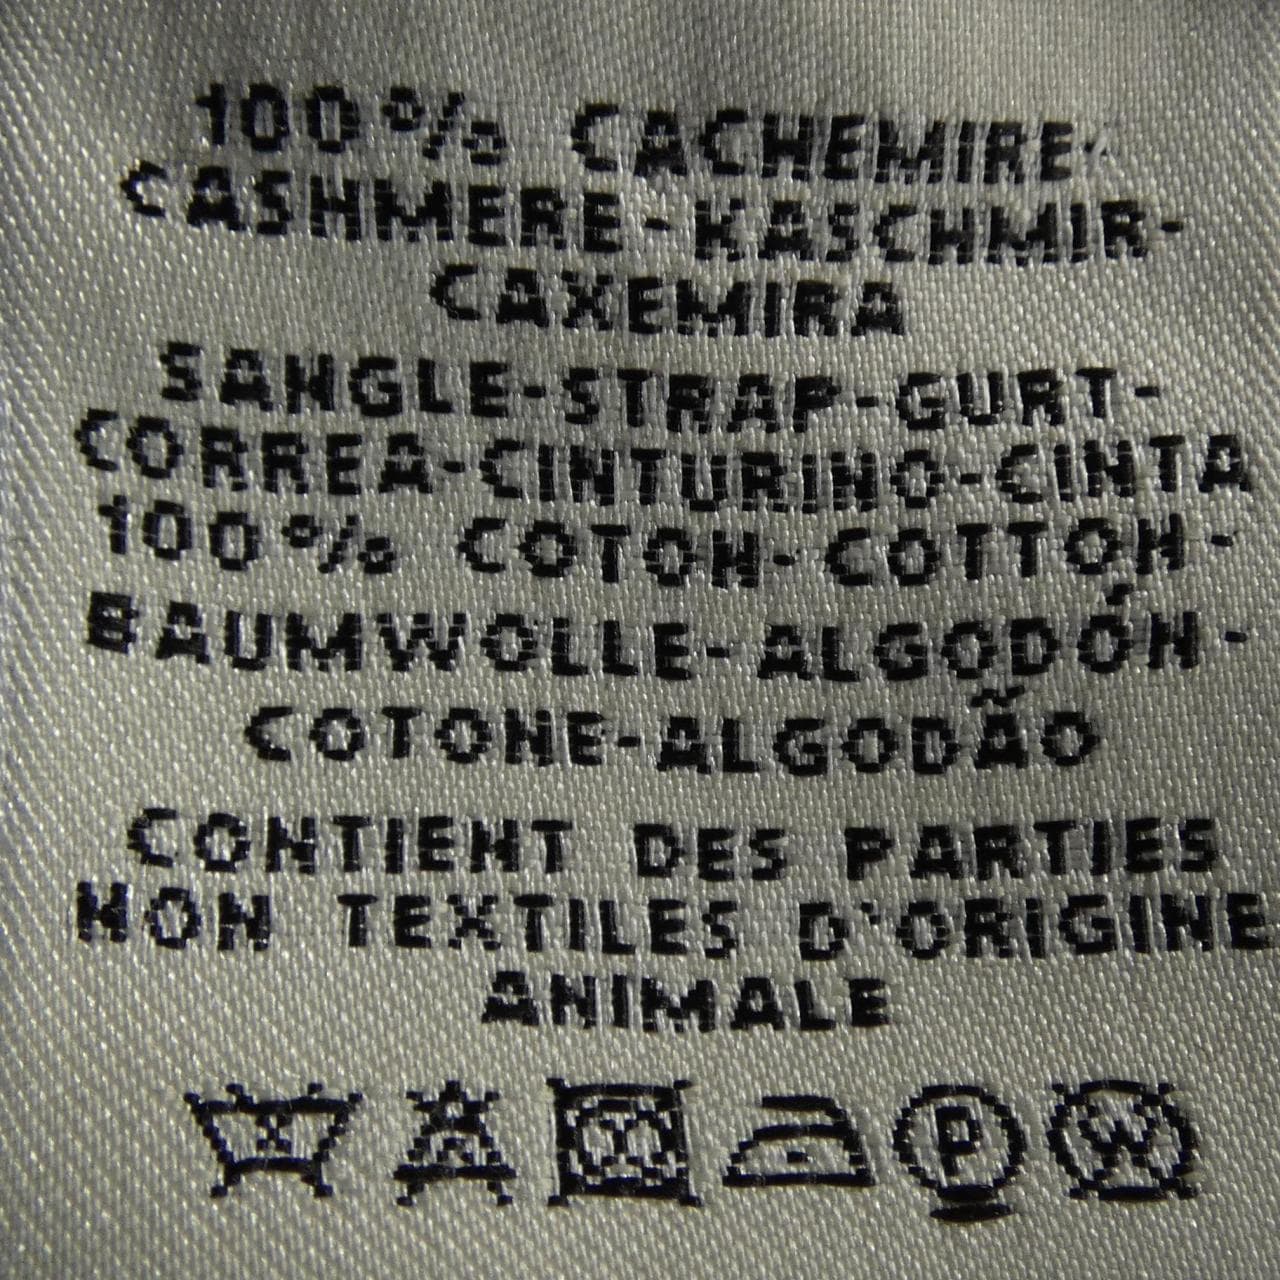 100% CACHEMIRE-
CASHMERE-KASCHMIR-
CAXEMIRA
SANGLE-STRAP-GURT-
CORREA-CINTURINO-CINTA
100% COTON-COTTON-
BAUMWOLLE-ALGODÓN-
COTONE-ALGODÃO
CONTIENT DES PARTIES
NON TEXTILES D'ORIGINE
ANIMALE
P W